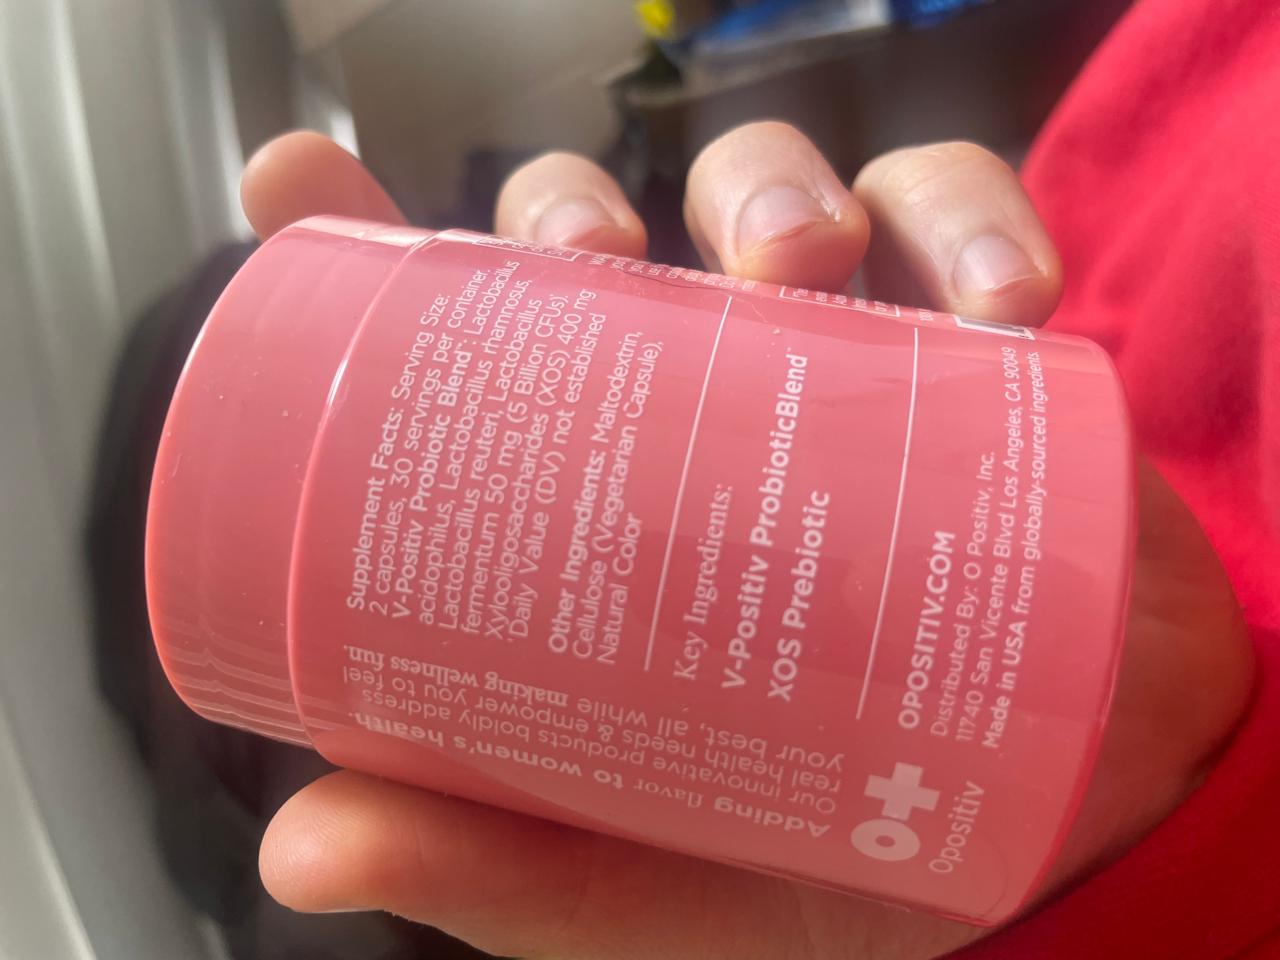 Supplement Facts: Serving Size:
2 capsules, 30 servings per container.
V-Positiv Probiotic Blend™: Lactobacillus
acidophilus, Lactobacillus rhamnosus,
Lactobacillus reuteri, Lactobacillus
fermentum 50 mg (5 Billion CFUs)*,
Xylooligosaccharides (XOS) 400 mg*
*Daily Value (DV) not established
Other Ingredients: Maltodextrin,
Cellulose (Vegetarian Capsule),
Natural Color
Key Ingredients:
V-Positiv ProbioticBlend™
XOS Prebiotic
OPOSITIV.COM
Distributed By: O Positiv, Inc.
11740 San Vicente Blvd Los Angeles, CA 90049
Made in USA from globally-sourced ingredients
Adding flavor to women's health.
Our innovative products boldly address
real health needs & empower you to feel
your best, all while making wellness fun.
O+
Opositiv